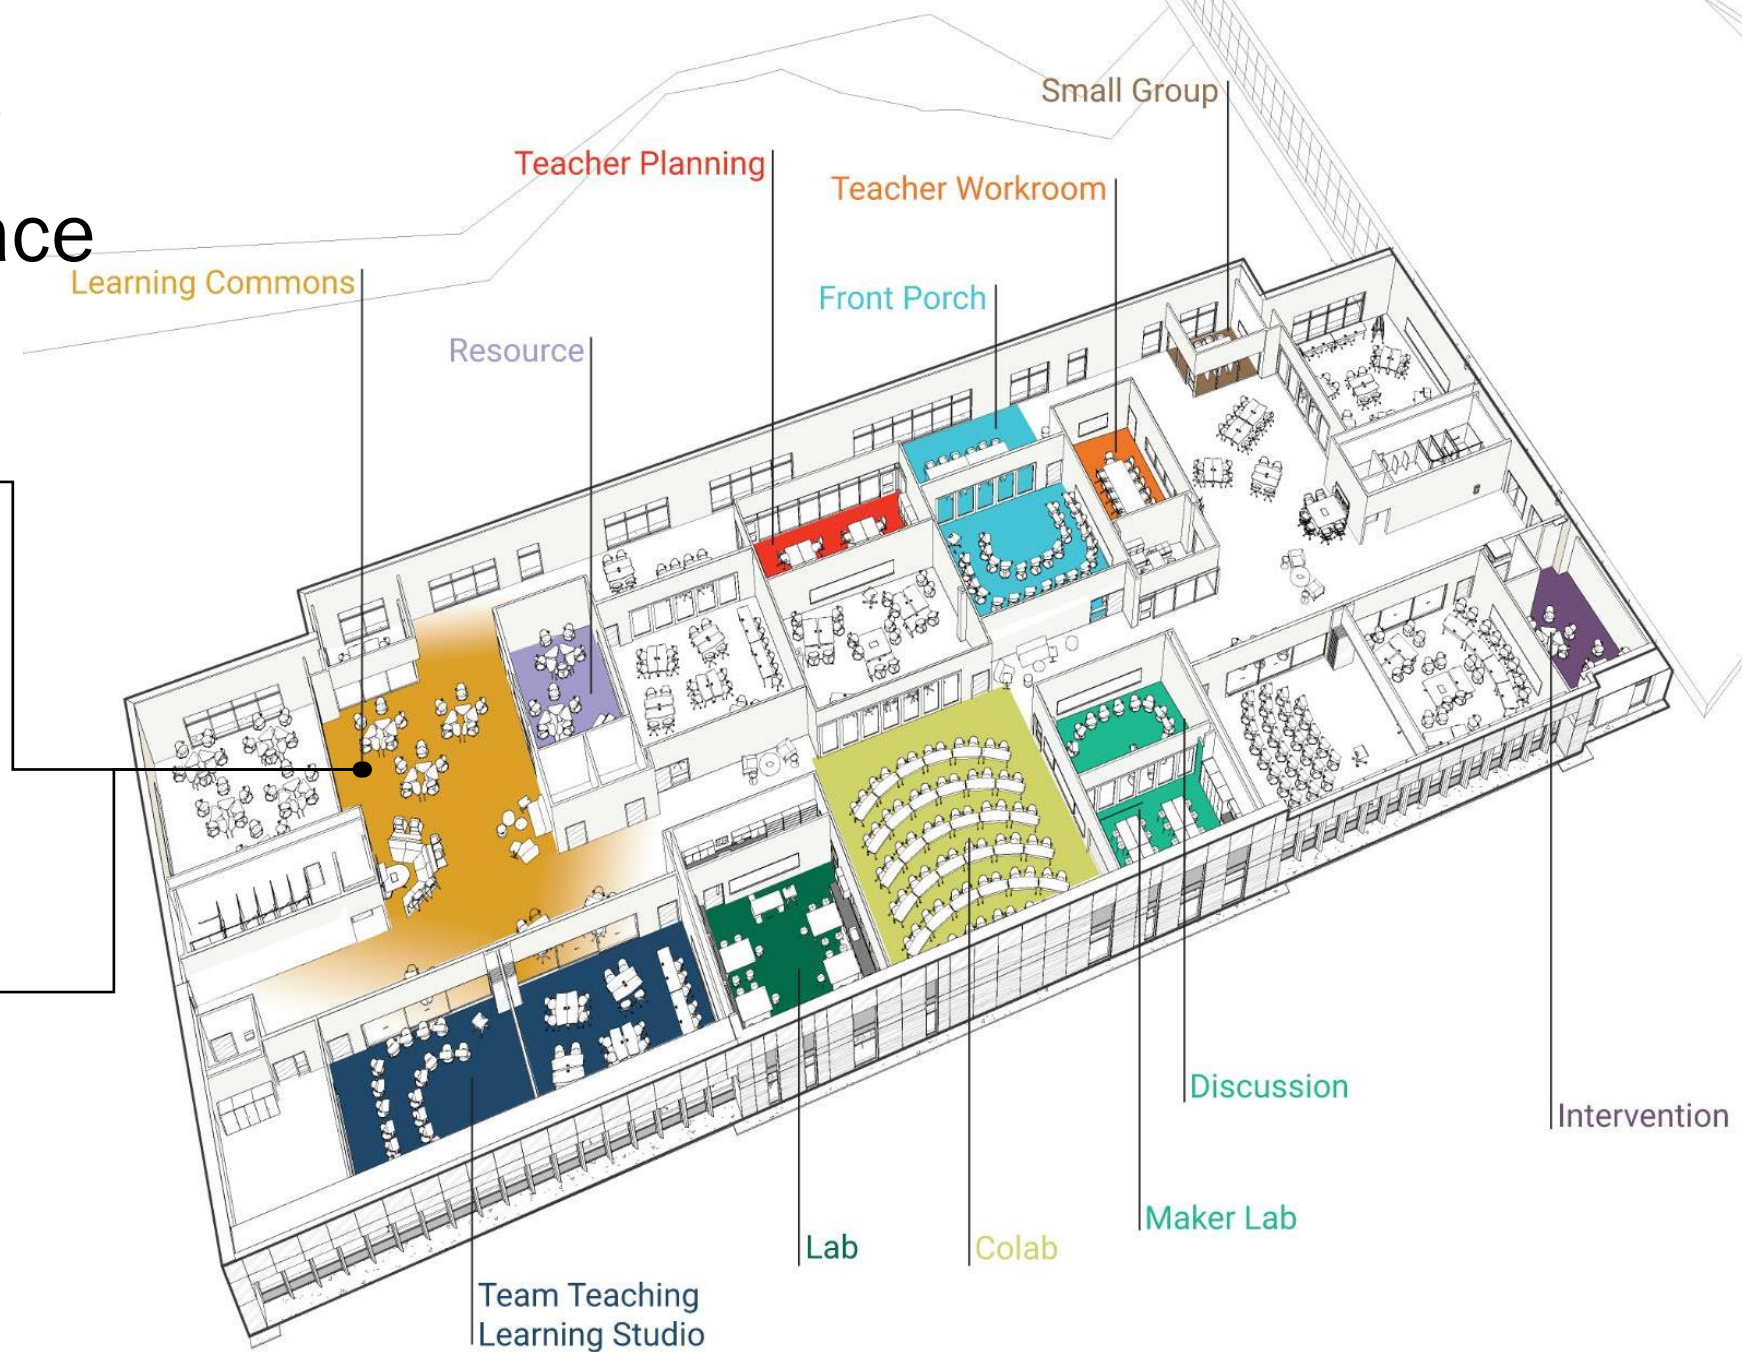 Small Group
Teacher Planning
Teacher Workroom
Learning Commons
Front Porch
Resource
Discussion
Intervention
Maker Lab
Lab
Colab
Team Teaching
Learning Studio